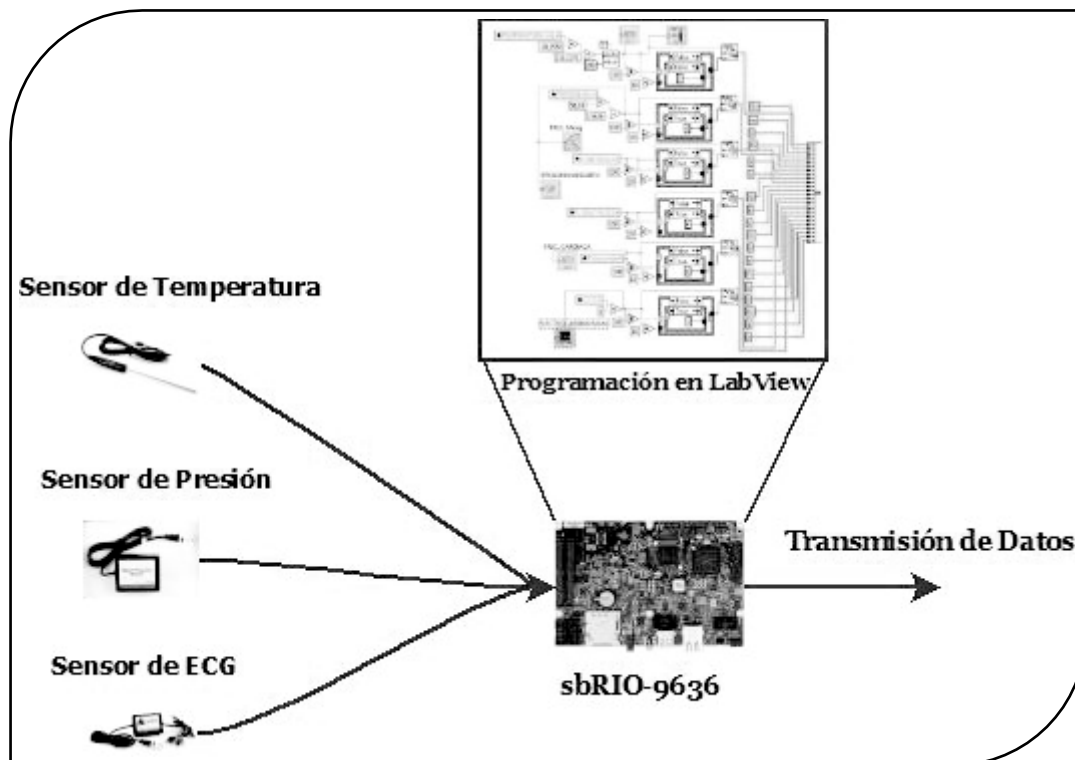 Programación en LabView
Sensor de Temperatura
Sensor de Presión
Sensor de ECG
sbRIO-9636
Transmisión de Datos